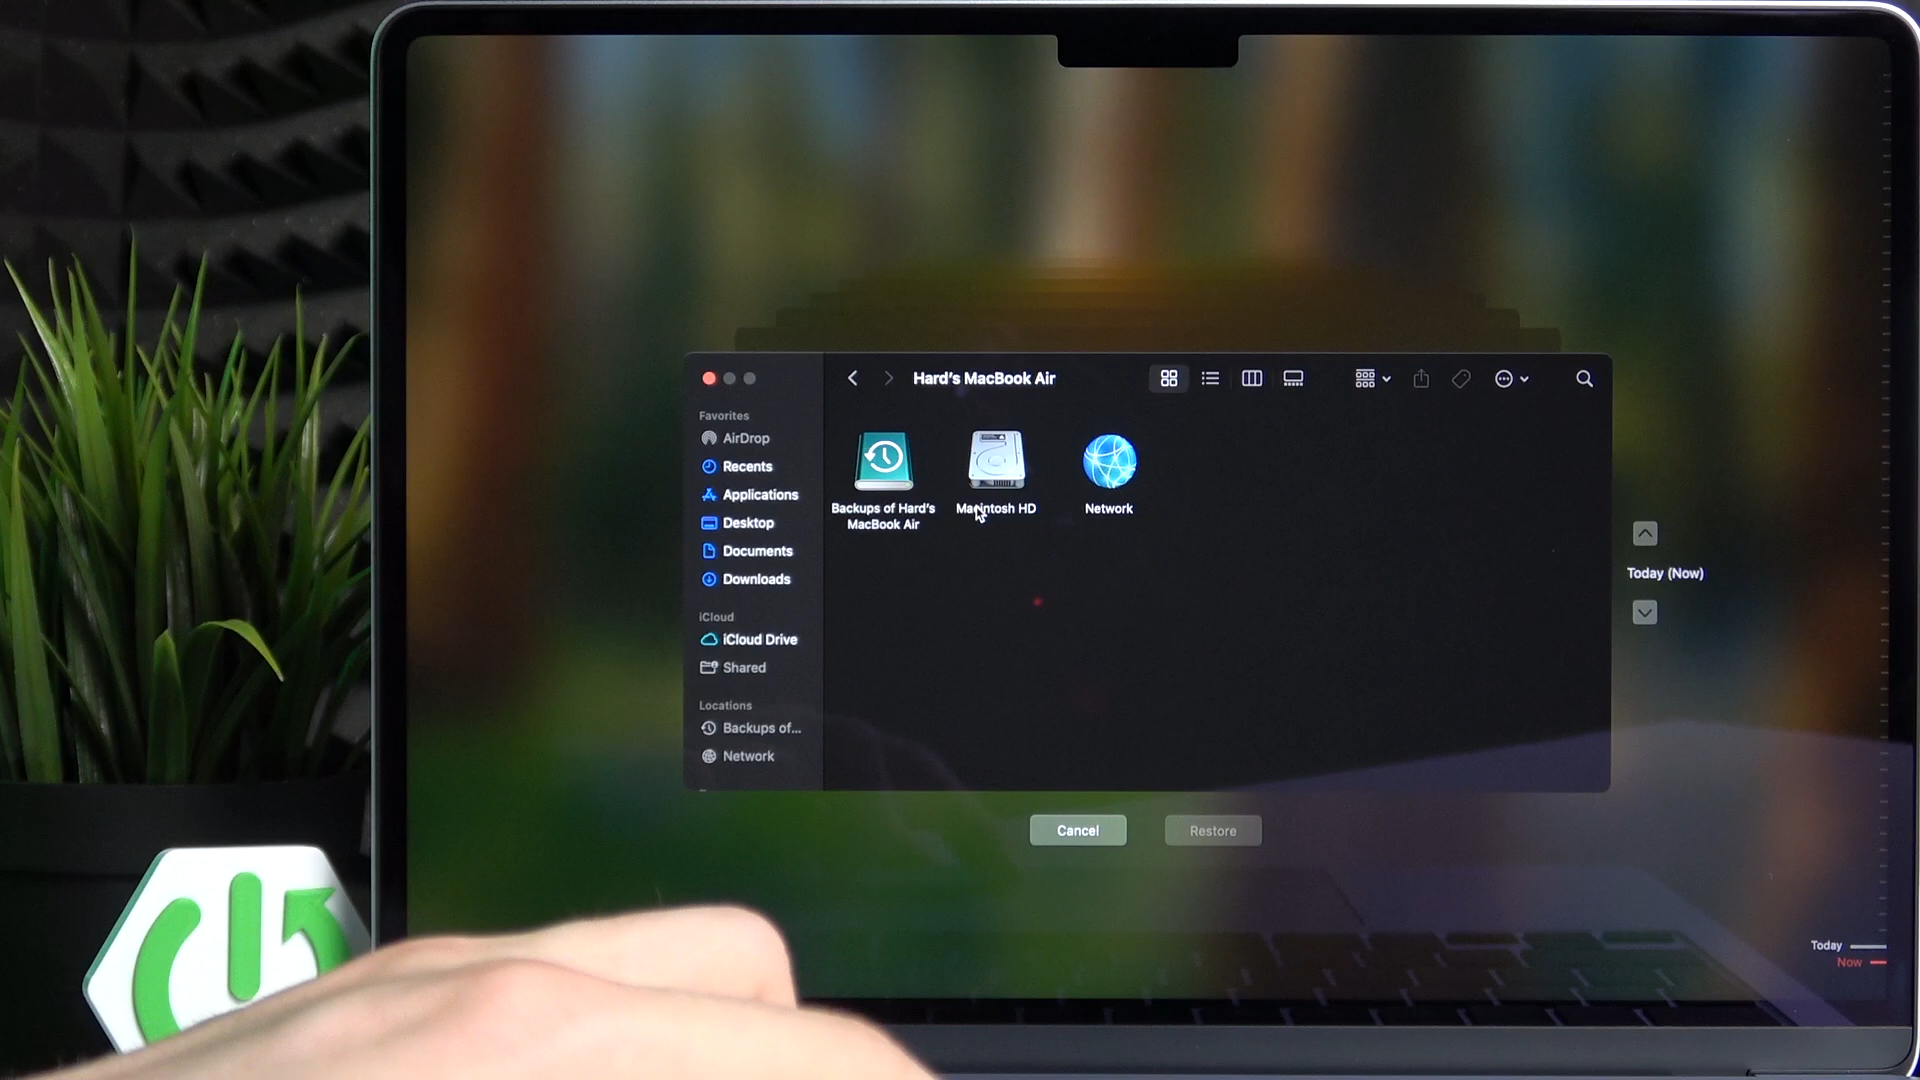 Hard's MacBook Air
Favorites
AirDrop
Recents
Applications
Desktop
Documents
Downloads
iCloud
iCloud Drive
Shared
Locations
Backups of...
Network
Backups of Hard's
MacBook Air
Macintosh HD
Network
Today (Now)
Cancel
Restore
Today
Now